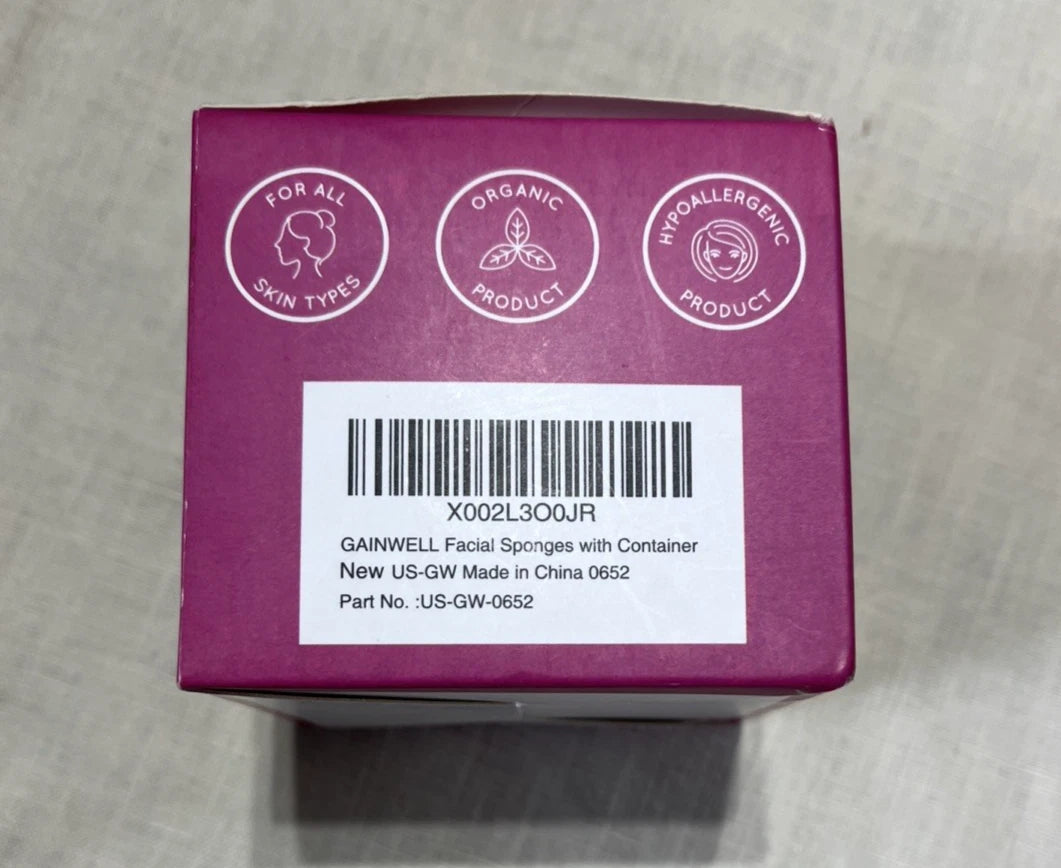 FOR ALL
SKIN TYPES
ORGANIC
PRODUCT
HYPOALLERGENIC
PRODUCT
X002L3O0JR
GAINWELL Facial Sponges with Container
New US-GW Made in China 0652
Part No. :US-GW-0652